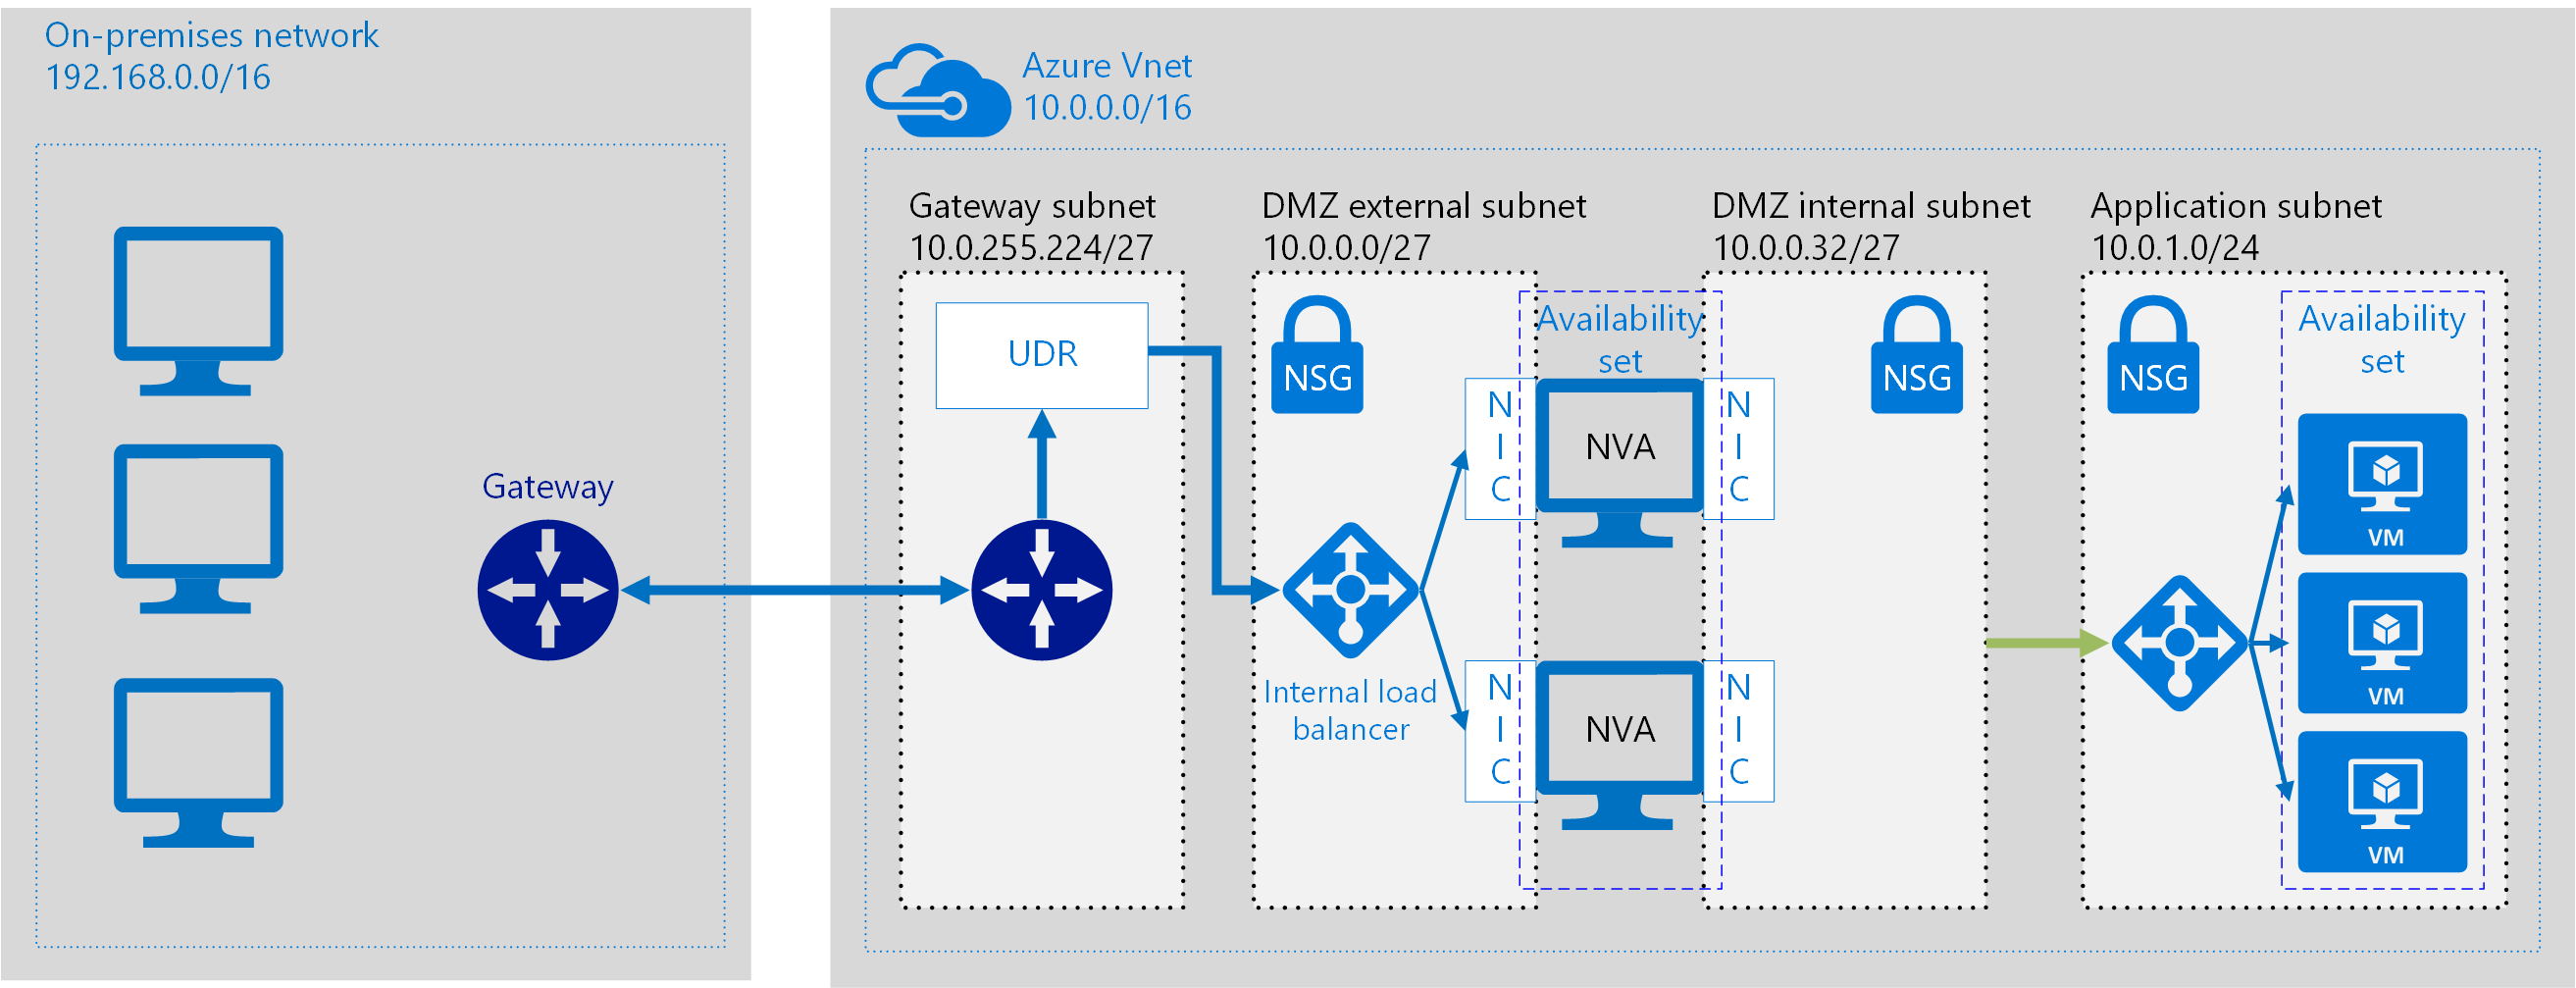 On-premises network
192.168.0.0/16
Gateway
Azure Vnet
10.0.0.0/16
Gateway subnet
10.0.255.224/27
UDR
DMZ external subnet
10.0.0.0/27
NSG
Internal load
balancer
N
I
C
N
I
C
Availability
set
NVA
NVA
DMZ internal subnet
10.0.0.32/27
N
I
C
N
I
C
NSG
Application subnet
10.0.1.0/24
NSG
Availability
set
VM
VM
VM